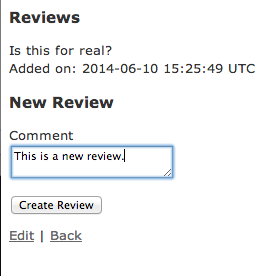 Reviews
Is this for real?
Added on: 2014-06-10 15:25:49 UTC
New Review
Comment
This is a new review.
Create Review
Edit | Back